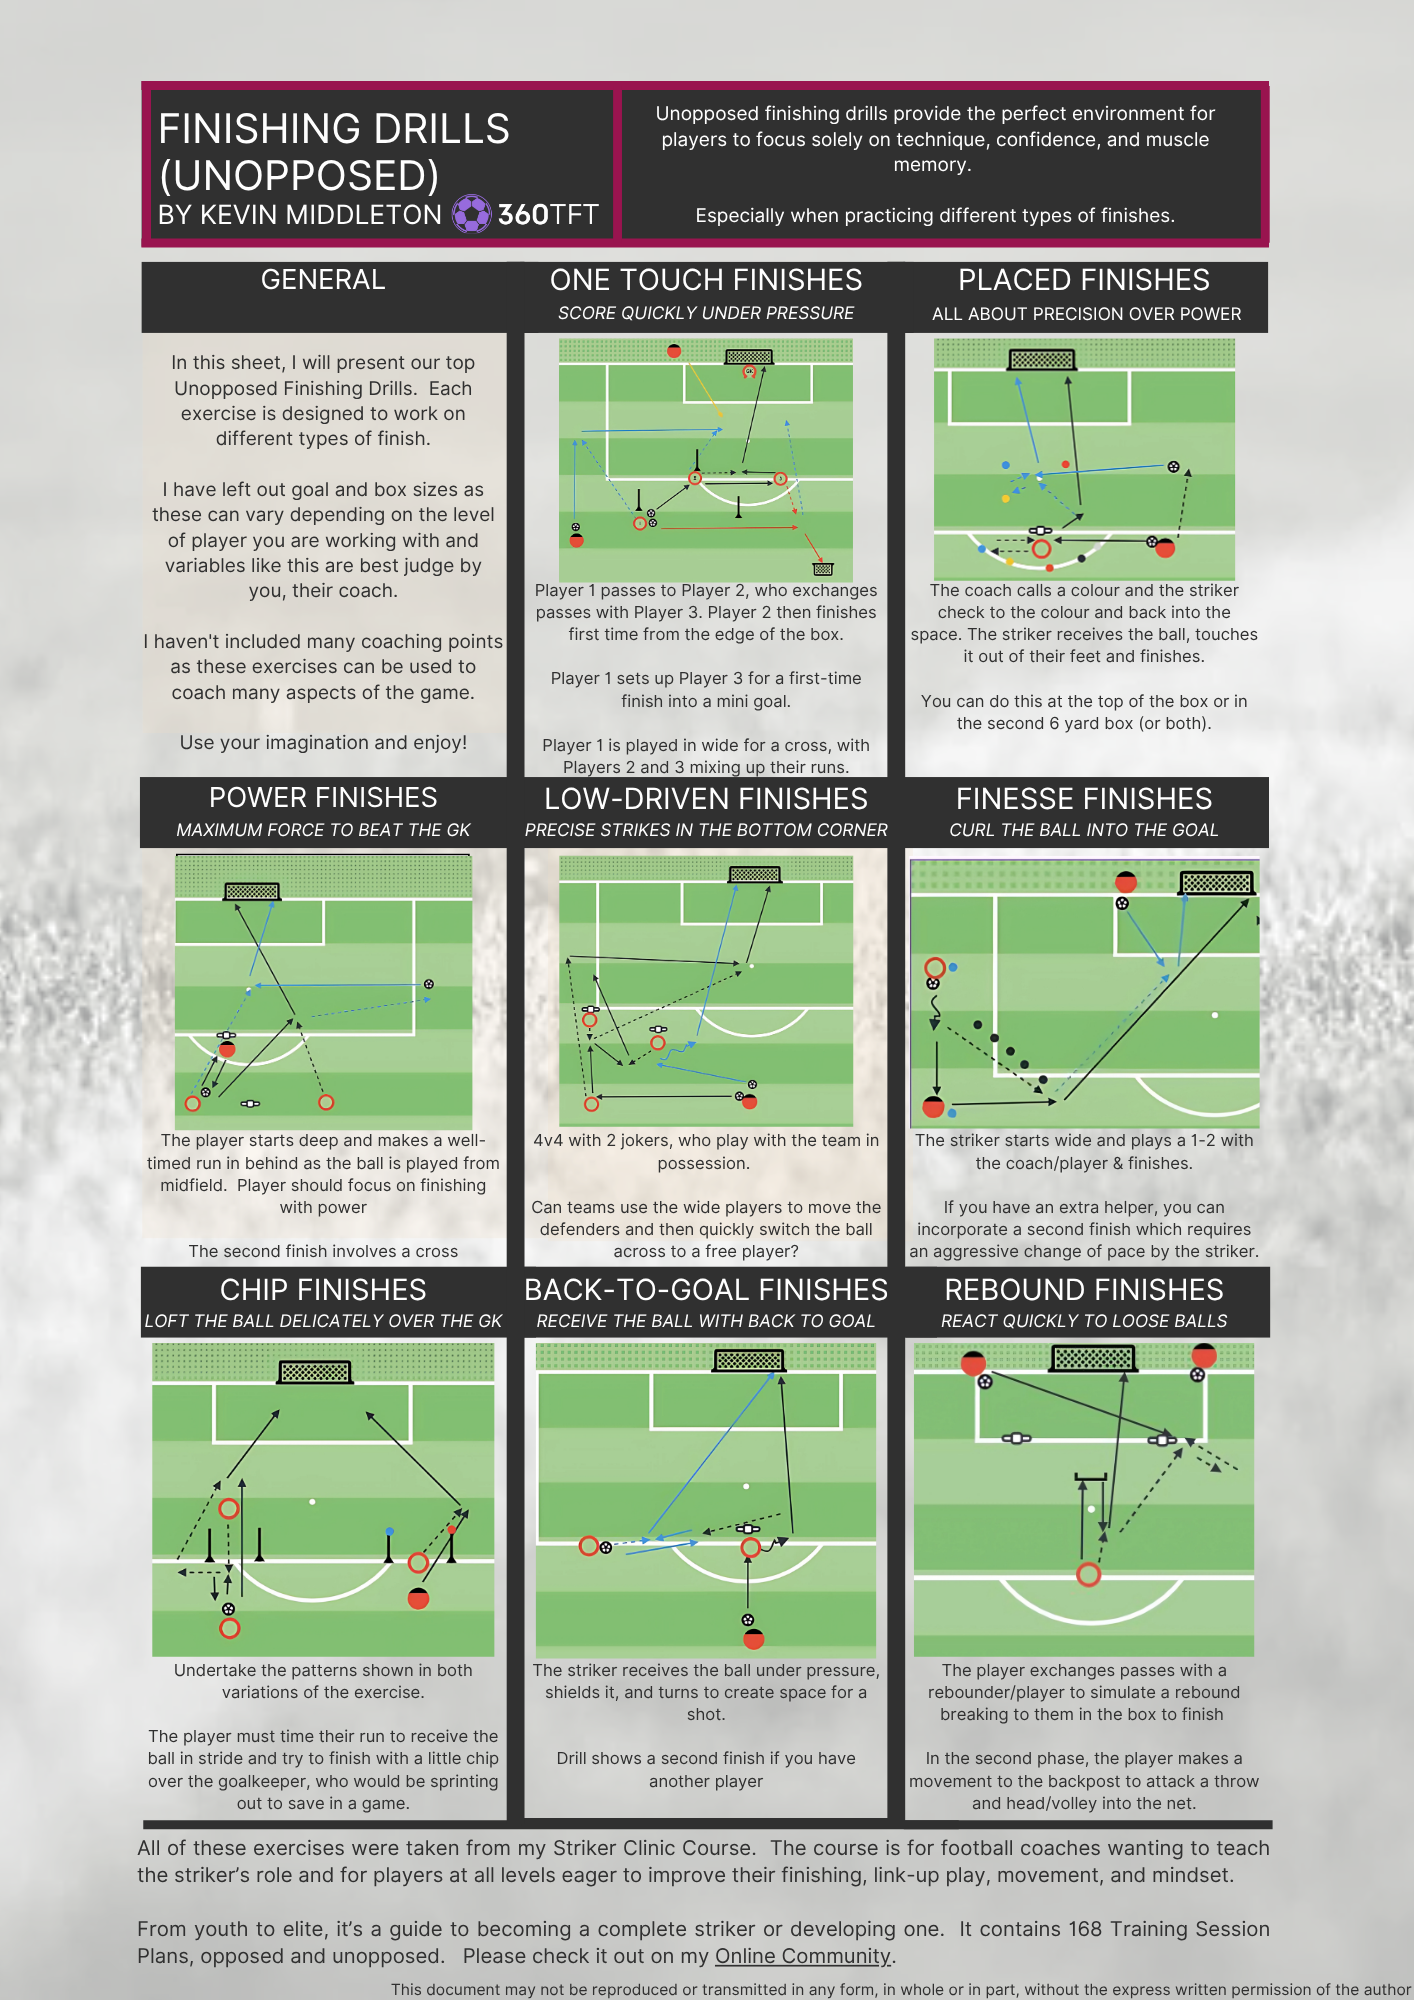 FINISHING DRILLS
(UNOPPOSED)
BY KEVIN MIDDLETON 360TFT
Unopposed finishing drills provide the perfect environment for
players to focus solely on technique, confidence, and muscle
memory.
Especially when practicing different types of finishes.
GENERAL
In this sheet, I will present our top
Unopposed Finishing Drills. Each
exercise is designed to work on
different types of finish.
I have left out goal and box sizes as
these can vary depending on the level
of player you are working with and
variables like this are best judge by
you, their coach.
I haven't included many coaching points
as these exercises can be used to
coach many aspects of the game.
Use your imagination and enjoy!
ONE TOUCH FINISHES
SCORE QUICKLY UNDER PRESSURE
GK
Player 1 passes to Player 2, who exchanges
passes with Player 3. Player 2 then finishes
first time from the edge of the box.
Player 1 sets up Player 3 for a first-time
finish into a mini goal.
Player 1 is played in wide for a cross, with
Players 2 and 3 mixing up their runs.
PLACED FINISHES
ALL ABOUT PRECISION OVER POWER
The coach calls a colour and the striker
check to the colour and back into the
space. The striker receives the ball, touches
it out of their feet and finishes.
You can do this at the top of the box or in
the second 6 yard box (or both).
POWER FINISHES
MAXIMUM FORCE TO BEAT THE GK
The player starts deep and makes a well-
timed run in behind as the ball is played from
midfield. Player should focus on finishing
with power
The second finish involves a cross
LOW-DRIVEN FINISHES
PRECISE STRIKES IN THE BOTTOM CORNER
4v4 with 2 jokers, who play with the team in
possession.
Can teams use the wide players to move the
defenders and then quickly switch the ball
across to a free player?
FINESSE FINISHES
CURL THE BALL INTO THE GOAL
The striker starts wide and plays a 1-2 with
the coach/player & finishes.
If you have an extra helper, you can
incorporate a second finish which requires
an aggressive change of pace by the striker.
CHIP FINISHES
LOFT THE BALL DELICATELY OVER THE GK
Undertake the patterns shown in both
variations of the exercise.
The player must time their run to receive the
ball in stride and try to finish with a little chip
over the goalkeeper, who would be sprinting
out to save in a game.
BACK-TO-GOAL FINISHES
RECEIVE THE BALL WITH BACK TO GOAL
The striker receives the ball under pressure,
shields it, and turns to create space for a
shot.
Drill shows a second finish if you have
another player
REBOUND FINISHES
REACT QUICKLY TO LOOSE BALLS
The player exchanges passes with a
rebounder/player to simulate a rebound
breaking to them in the box to finish
In the second phase, the player makes a
movement to the backpost to attack a throw
and head/volley into the net.
All of these exercises were taken from my Striker Clinic Course. The course is for football coaches wanting to teach
the striker’s role and for players at all levels eager to improve their finishing, link-up play, movement, and mindset.
From youth to elite, it’s a guide to becoming a complete striker or developing one. It contains 168 Training Session
Plans, opposed and unopposed. Please check it out on my Online Community.
This document may not be reproduced or transmitted in any form, in whole or in part, without the express written permission of the author